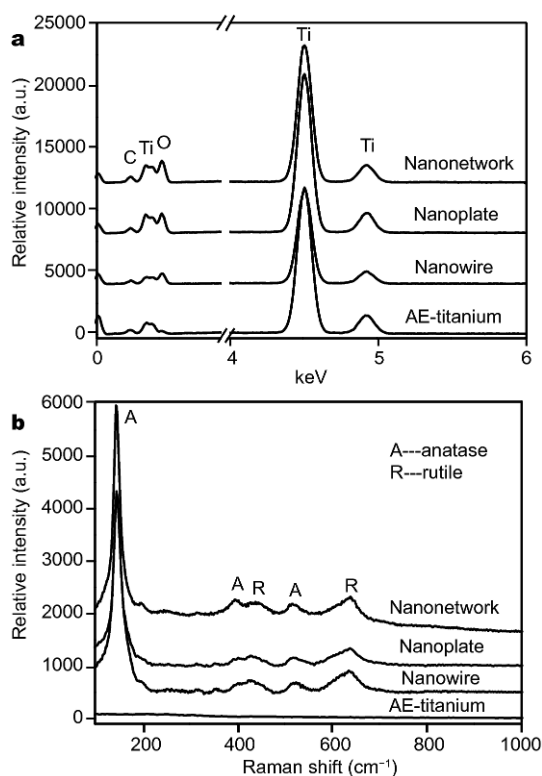 a
Relative intensity (a.u.)
25000
20000
15000
10000
5000
0
C
Ti
O
Ti
Ti
Nanonetwork
Nanoplate
Nanowire
AE-titanium
0
4
5
6
keV
b
Relative intensity (a.u.)
6000
5000
4000
3000
2000
1000
0
A
A---anatase
R---rutile
A
R
A
R
Nanonetwork
Nanoplate
Nanowire
AE-titanium
200
400
600
800
1000
Raman shift (cm⁻¹)